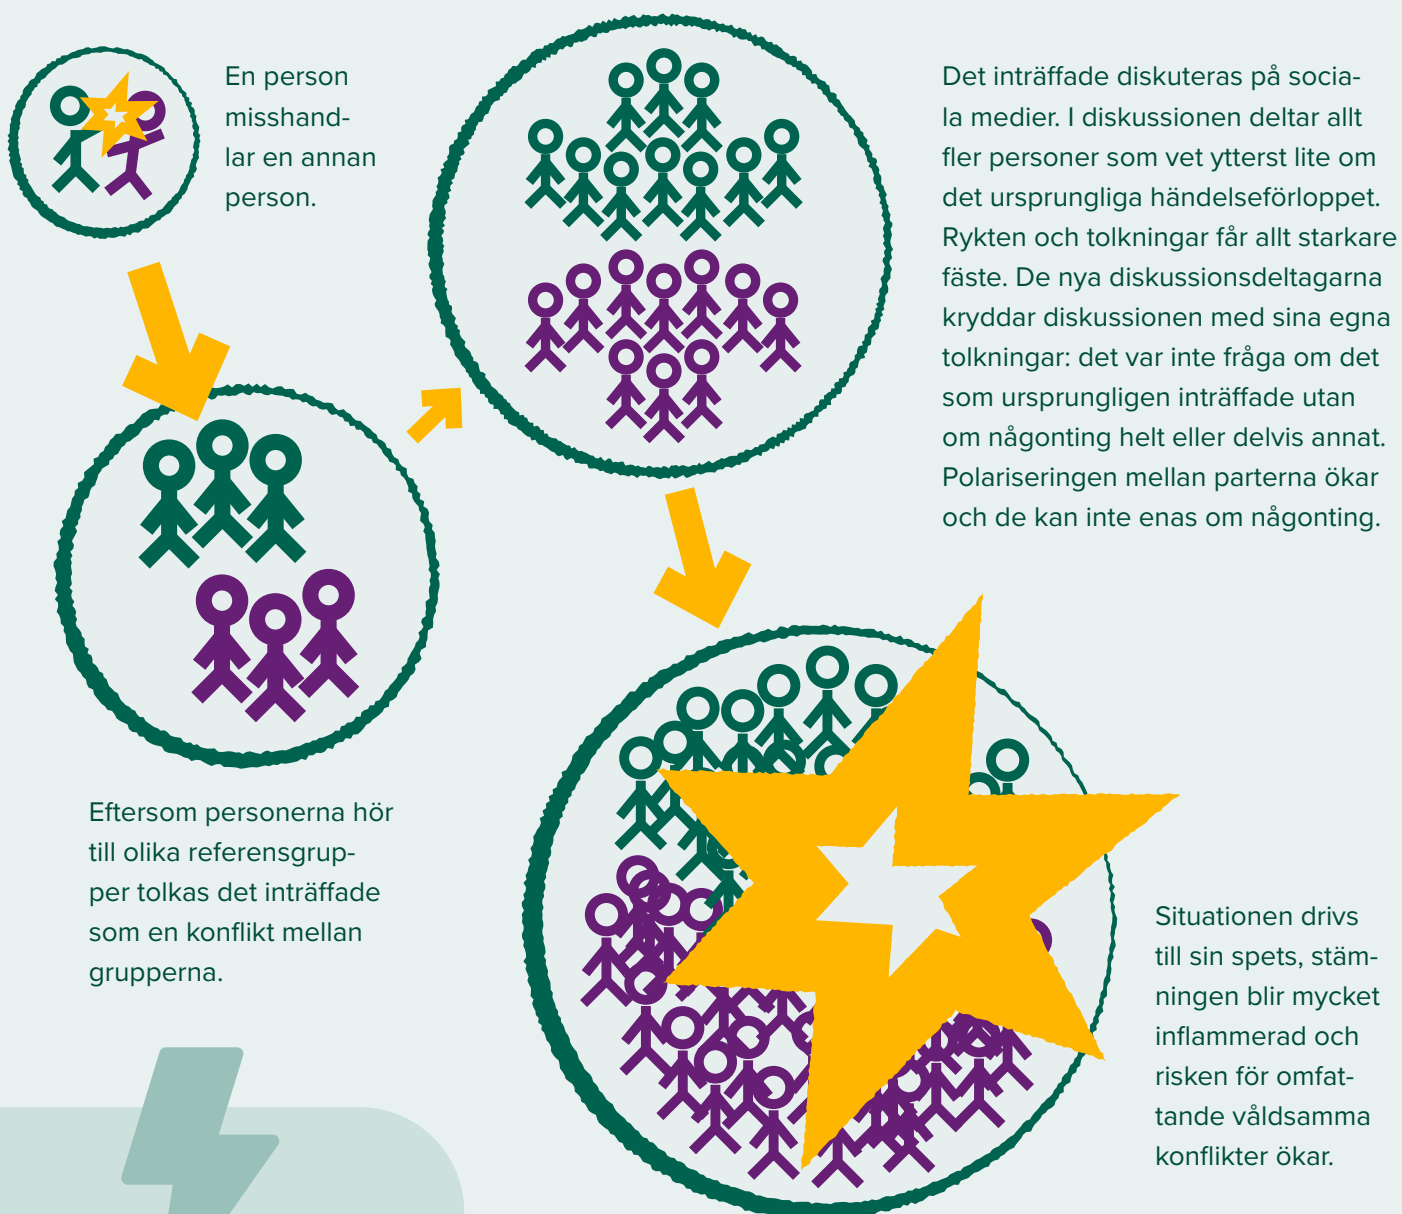 En person
misshand-
lar en annan
person.
Eftersom personerna hör
till olika referensgrup-
per tolkas det inträffade
som en konflikt mellan
grupperna.
Det inträffade diskuteras på socia-
la medier. I diskussionen deltar allt
fler personer som vet ytterst lite om
det ursprungliga händelseförloppet.
Rykten och tolkningar får allt starkare
fäste. De nya diskussionsdeltagarna
kryddar diskussionen med sina egna
tolkningar: det var inte fråga om det
som ursprungligen inträffade utan
om någonting helt eller delvis annat.
Polariseringen mellan parterna ökar
och de kan inte enas om någonting.
Situationen drivs
till sin spets, stäm-
ningen blir mycket
inflammerad och
risken för omfat-
tande våldsamma
konflikter ökar.